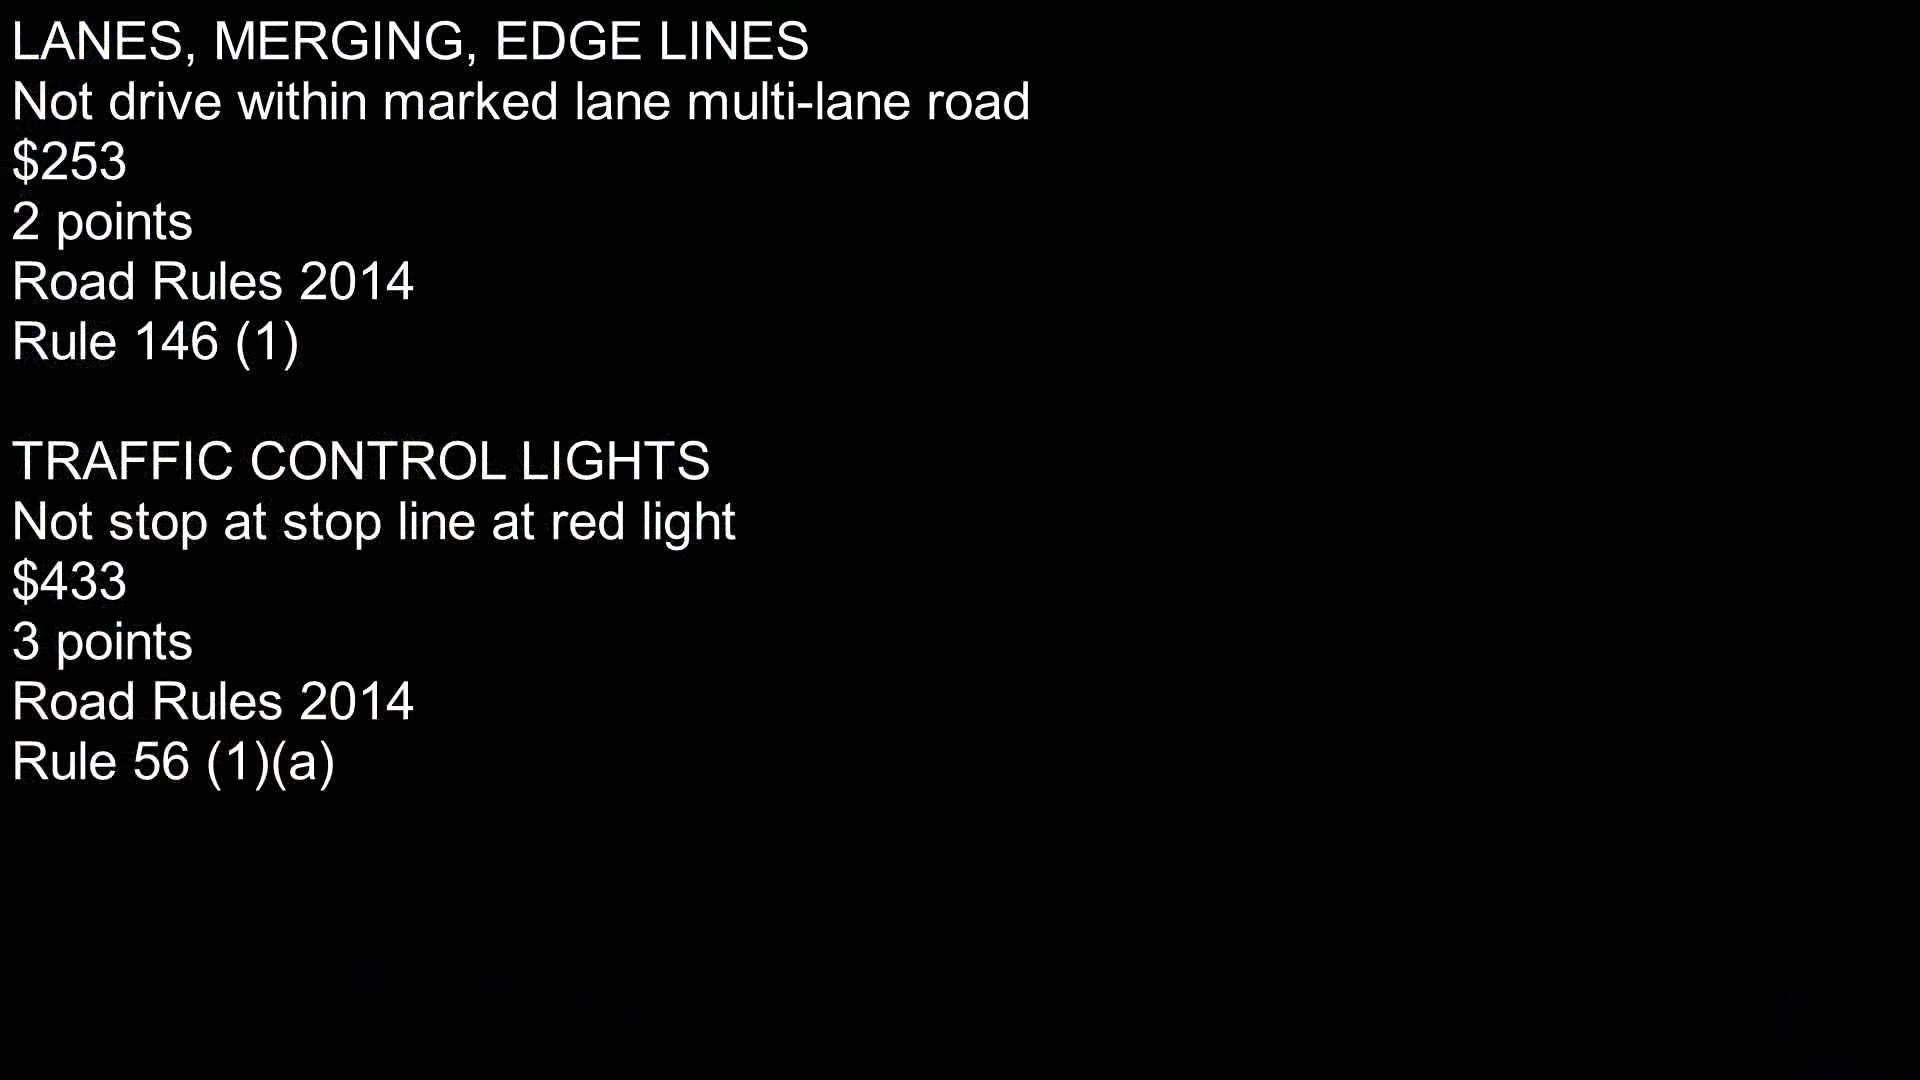 LANES, MERGING, EDGE LINES
Not drive within marked lane multi-lane road
$253
2 points
Road Rules 2014
Rule 146 (1)
TRAFFIC CONTROL LIGHTS
Not stop at stop line at red light
$433
3 points
Road Rules 2014
Rule 56 (1)(a)